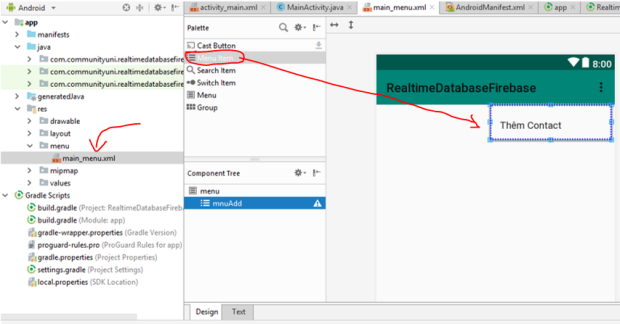 Android
app
manifests
java
com.communityuni.realtimedatabasefire
com.communityuni.realtimedatabasefire
com.communityuni.realtimedatabasefire
generatedJava
res
drawable
layout
menu
main_menu.xml
mipmap
values
Gradle Scripts
build.gradle (Project: RealtimeDatabaseFireb
build.gradle (Module: app)
gradle-wrapper.properties (Gradle Version)
proguard-rules.pro (ProGuard Rules for app)
gradle.properties (Project Properties)
settings.gradle (Project Settings)
local.properties (SDK Location)
activity_main.xml
MainActivity.java
main_menu.xml
AndroidManifest.xml
app
Realtim
Palette
Cast Button
Menu Item
Search Item
Switch Item
Menu
Group
Component Tree
menu
mnuAdd
Design
Text
8:00
RealtimeDatabaseFirebase
Thêm Contact